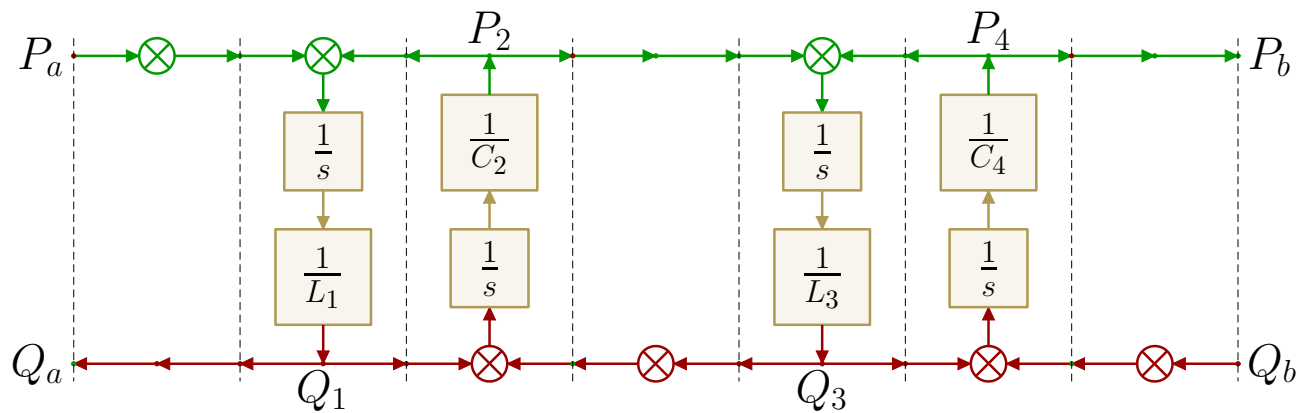 P_a P_2 P_4 P_b
1/s 1/C_2 1/s 1/C_4
1/L_1 1/s 1/L_3 1/s
Q_a Q_1 Q_3 Q_b